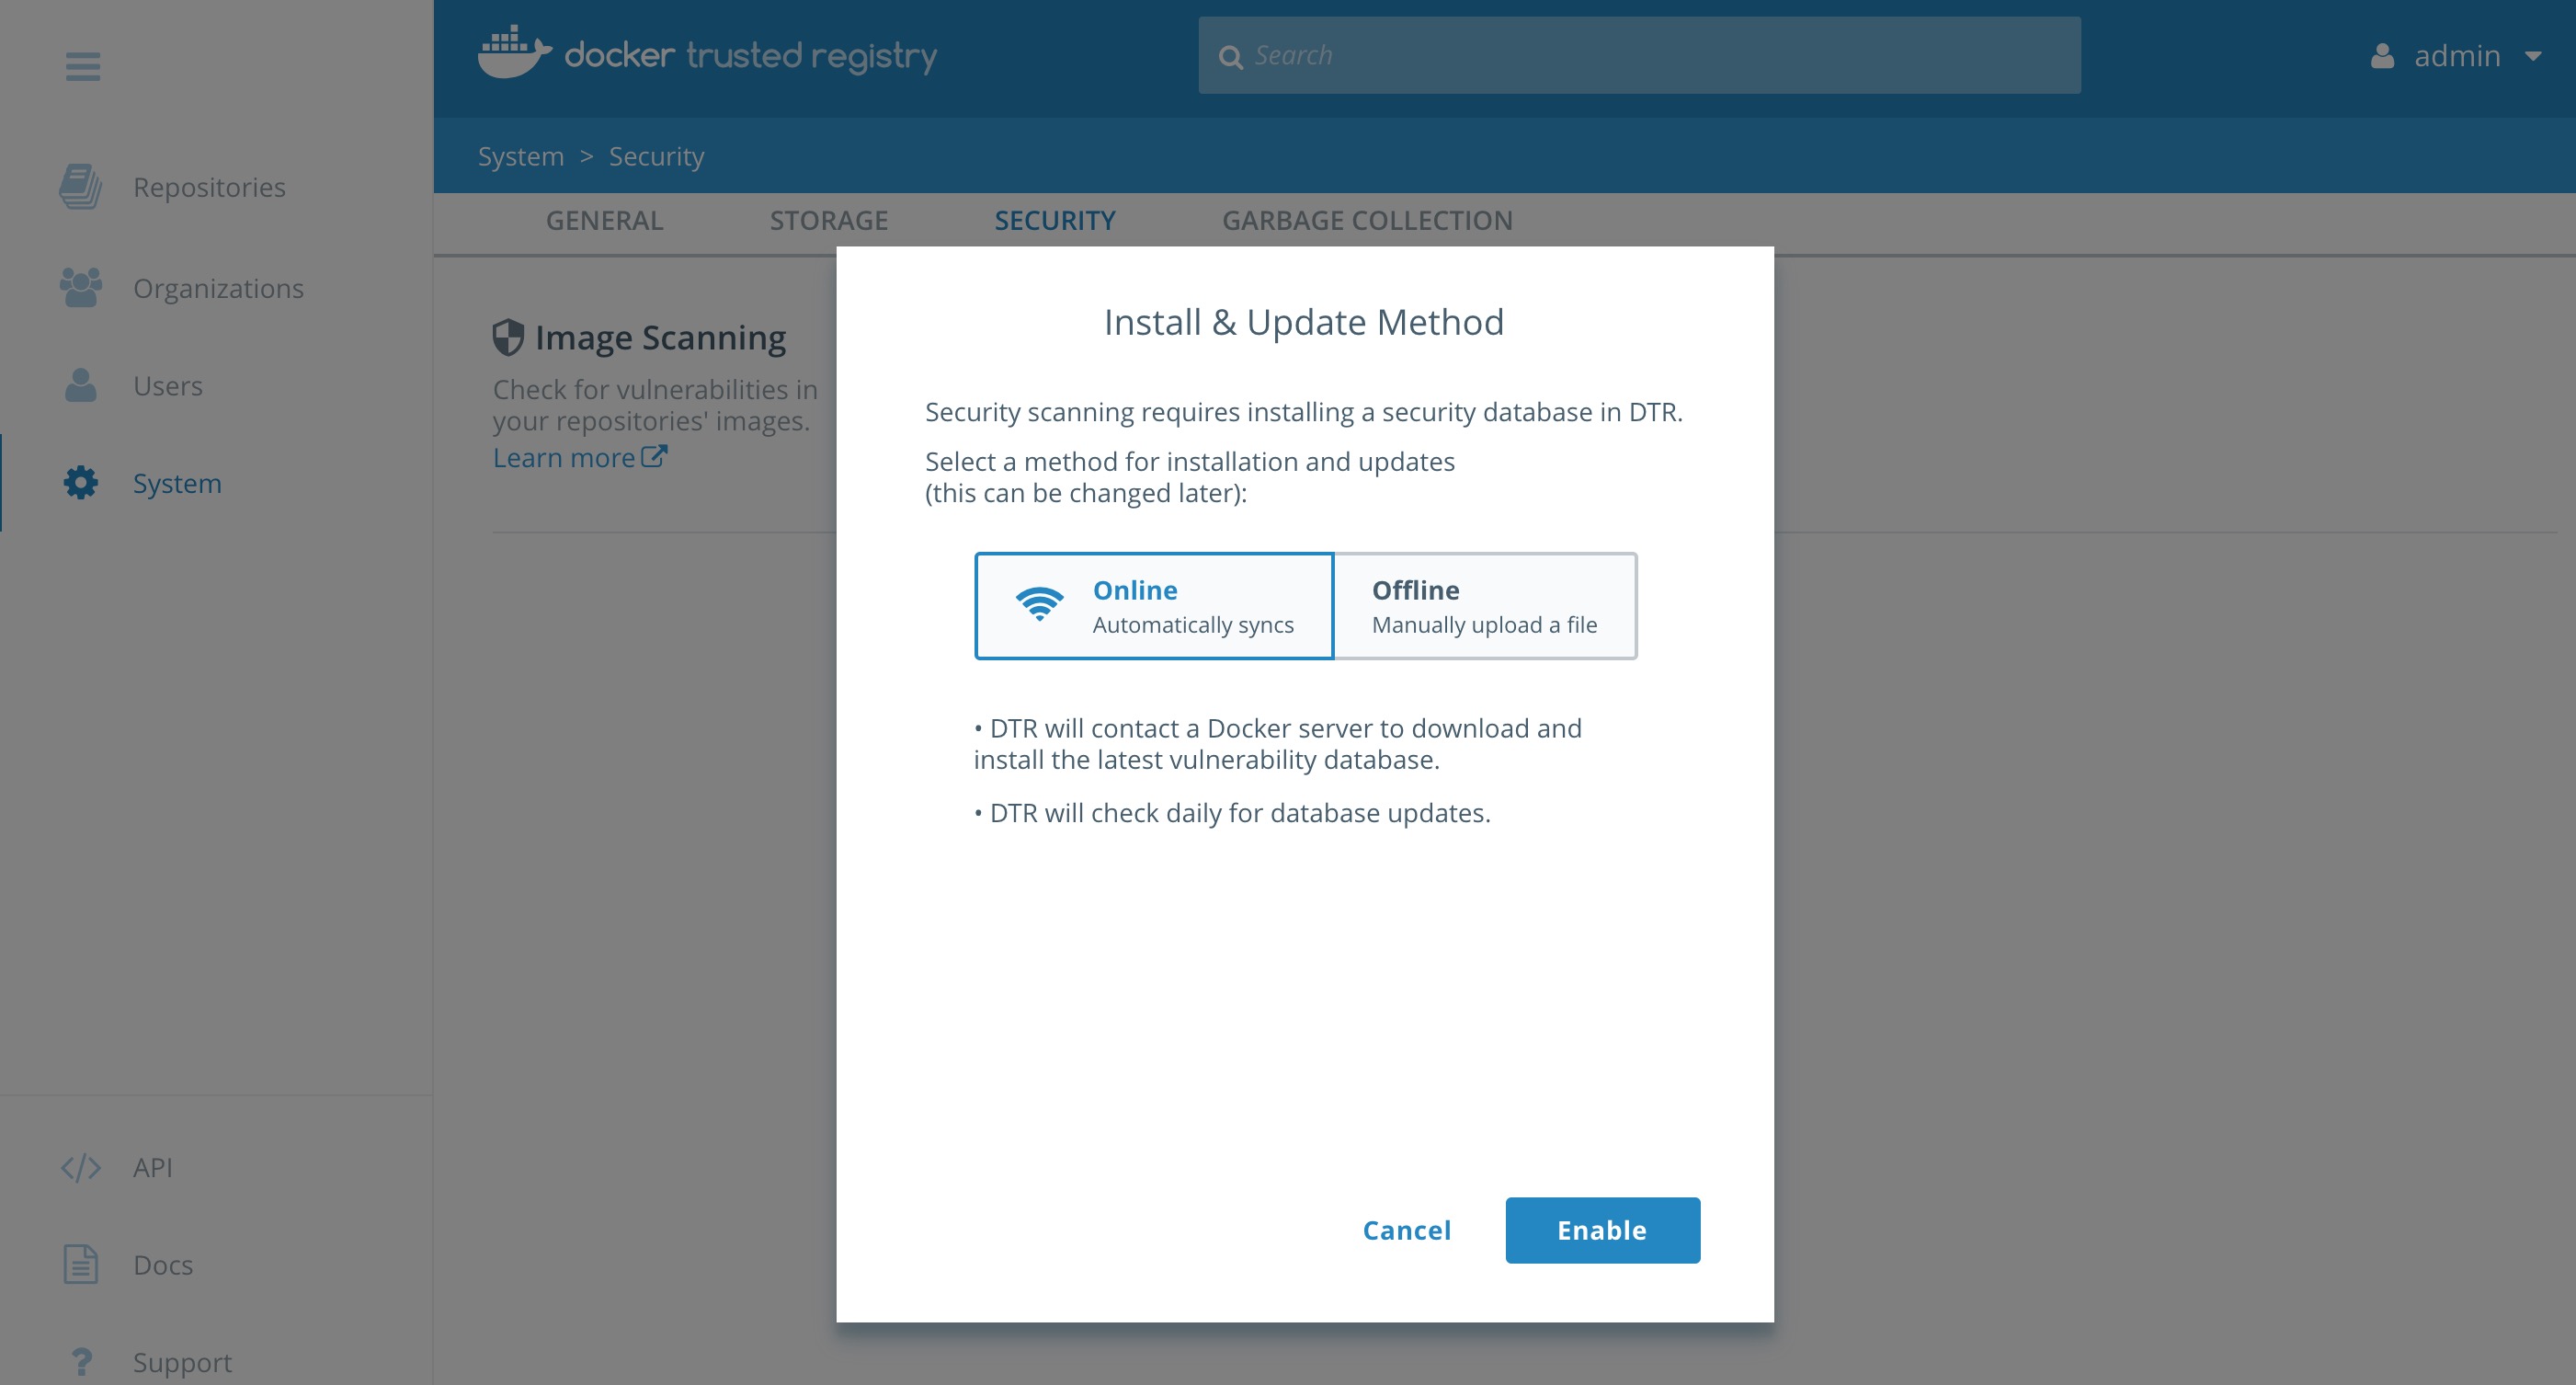 docker trusted registry
Search
admin
System > Security
Repositories
Organizations
Users
System
API
Docs
Support
GENERAL STORAGE SECURITY GARBAGE COLLECTION
Image Scanning
Check for vulnerabilities in
your repositories' images.
Learn more
Install & Update Method
Security scanning requires installing a security database in DTR.
Select a method for installation and updates
(this can be changed later):
Online
Automatically syncs
Offline
Manually upload a file
• DTR will contact a Docker server to download and
install the latest vulnerability database.
• DTR will check daily for database updates.
Cancel
Enable